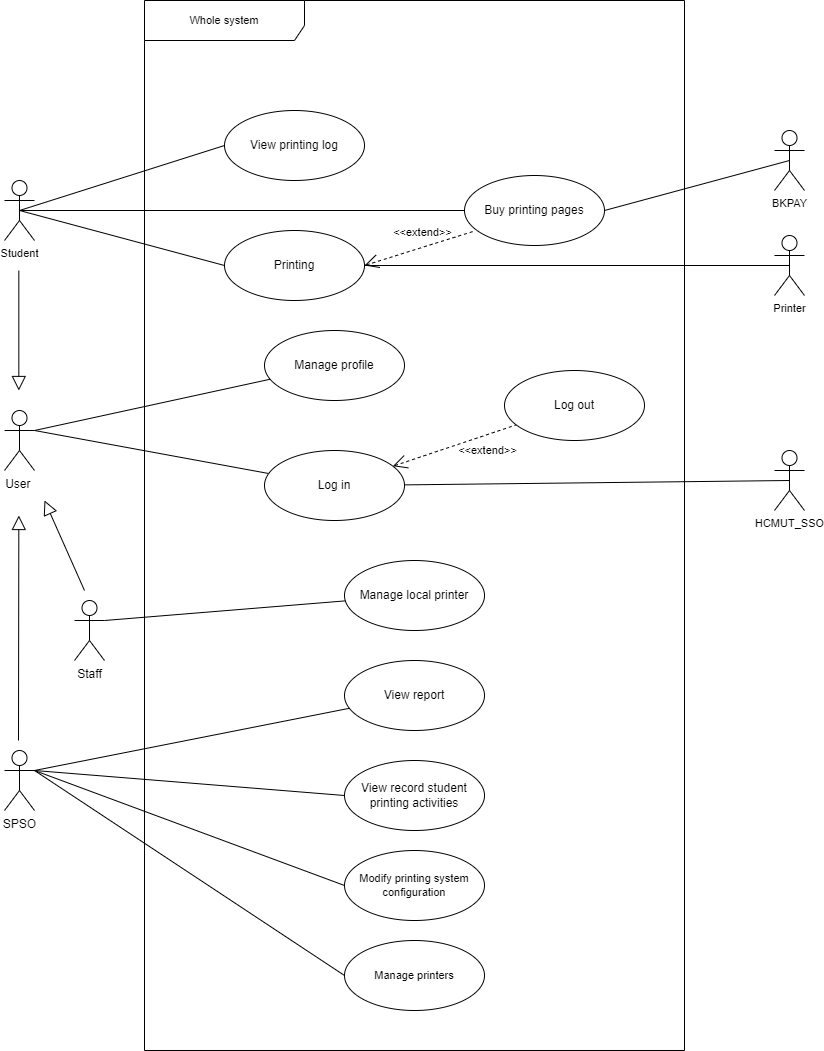 Whole system
View printing log
BKPAY
Buy printing pages
<<extend>>
Student
Printing
Printer
Manage profile
Log out
<<extend>>
User
Log in
HCMUT_SSO
Manage local printer
Staff
View report
View record student
printing activities
SPSO
Modify printing system
configuration
Manage printers